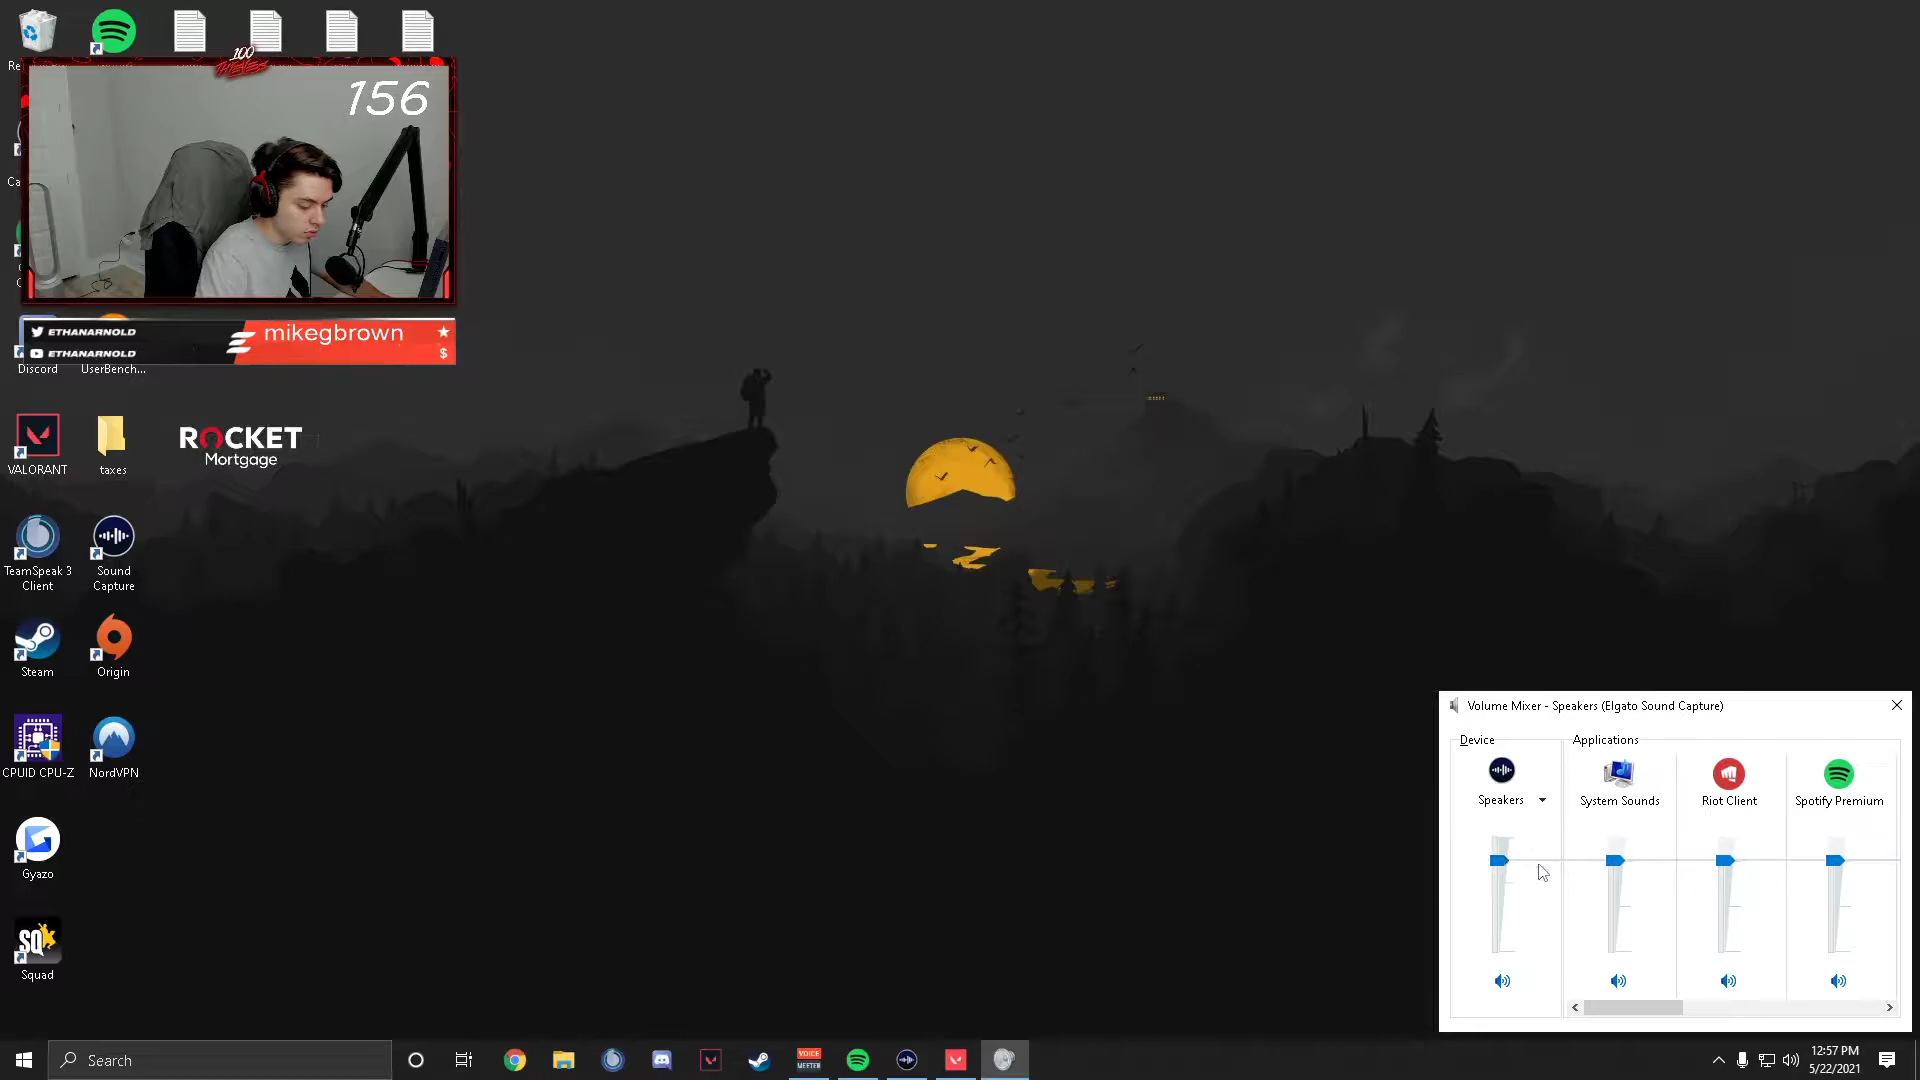 Re
100
THIEVES
156
Ca
ETHANARNOLD
mikegbrown
ETHANARNOLD
$
Discord
UserBench...
VALORANT
taxes
ROCKET
Mortgage
TeamSpeak 3
Client
Sound
Capture
Steam
Origin
CPUID CPU-Z
NordVPN
Gyazo
SQ
Squad
Volume Mixer - Speakers (Elgato Sound Capture)
Device
Applications
Speakers
System Sounds
Riot Client
Spotify Premium
Search
VOICE
MEETER
12:57 PM
5/22/2021